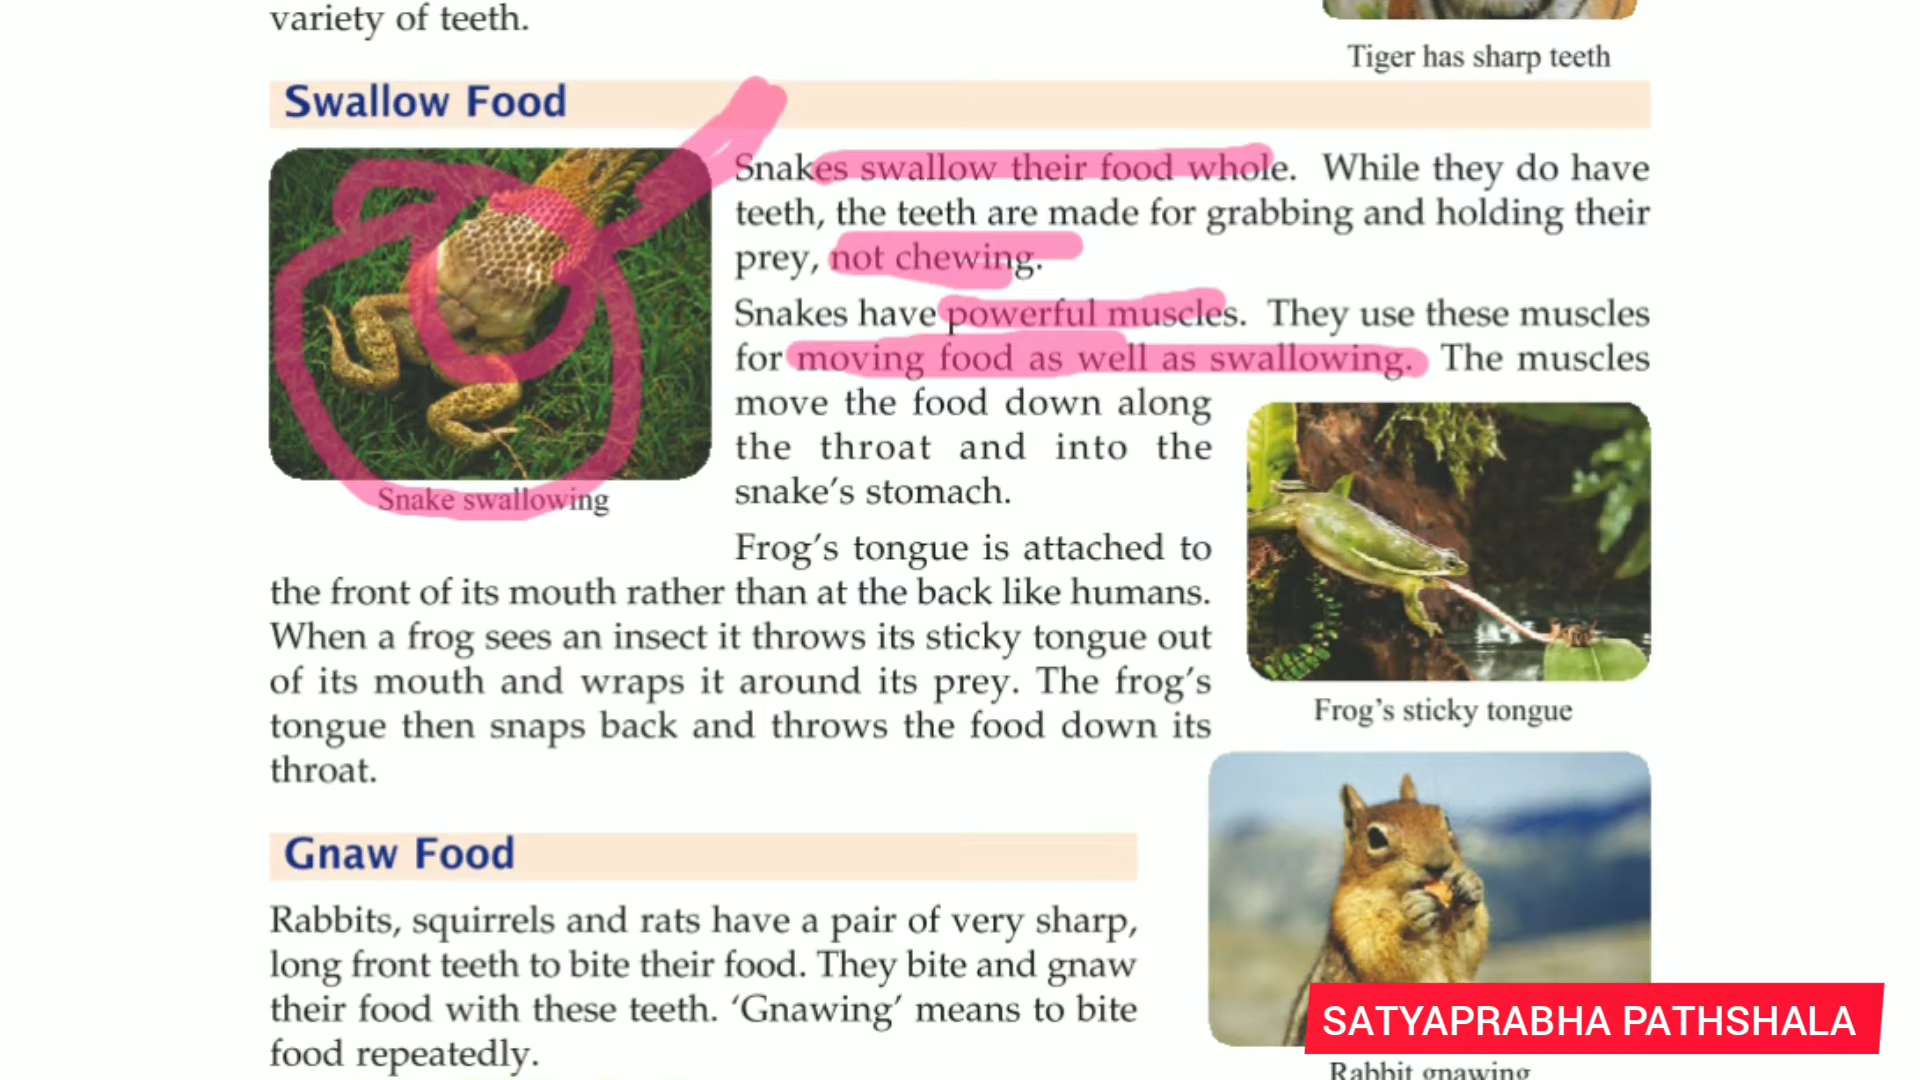 variety of teeth.
Tiger has sharp teeth
Swallow Food
Snakes swallow their food whole. While they do have
teeth, the teeth are made for grabbing and holding their
prey, not chewing.
Snakes have powerful muscles. They use these muscles
for moving food as well as swallowing. The muscles
move the food down along
the throat and into the
snake's stomach.
Snake swallowing
Frog's tongue is attached to
the front of its mouth rather than at the back like humans.
When a frog sees an insect it throws its sticky tongue out
of its mouth and wraps it around its prey. The frog's
tongue then snaps back and throws the food down its
throat.
Frog's sticky tongue
Gnaw Food
Rabbits, squirrels and rats have a pair of very sharp,
long front teeth to bite their food. They bite and gnaw
their food with these teeth. 'Gnawing' means to bite
food repeatedly.
SATYAPRABHA PATHSHALA
Rabbit gnawing